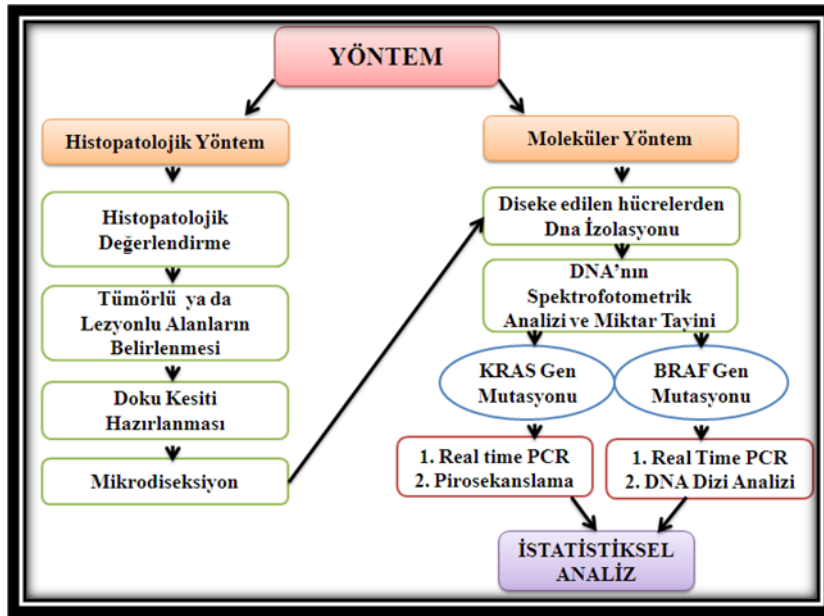 YÖNTEM
Histopatolojik Yöntem
Histopatolojik
Değerlendirme
Tümörlü ya da
Lezyonlu Alanların
Belirlenmesi
Doku Kesiti
Hazırlanması
Mikrodiseksiyon
Moleküler Yöntem
Diseke edilen hücrelerden
Dna İzolasyonu
DNA'nın
Spektrofotometrik
Analizi ve Miktar Tayini
KRAS Gen
Mutasyonu
BRAF Gen
Mutasyonu
1. Real time PCR
2. Pirosekanslama
1. Real Time PCR
2. DNA Dizi Analizi
İSTATİSTİKSEL
ANALİZ